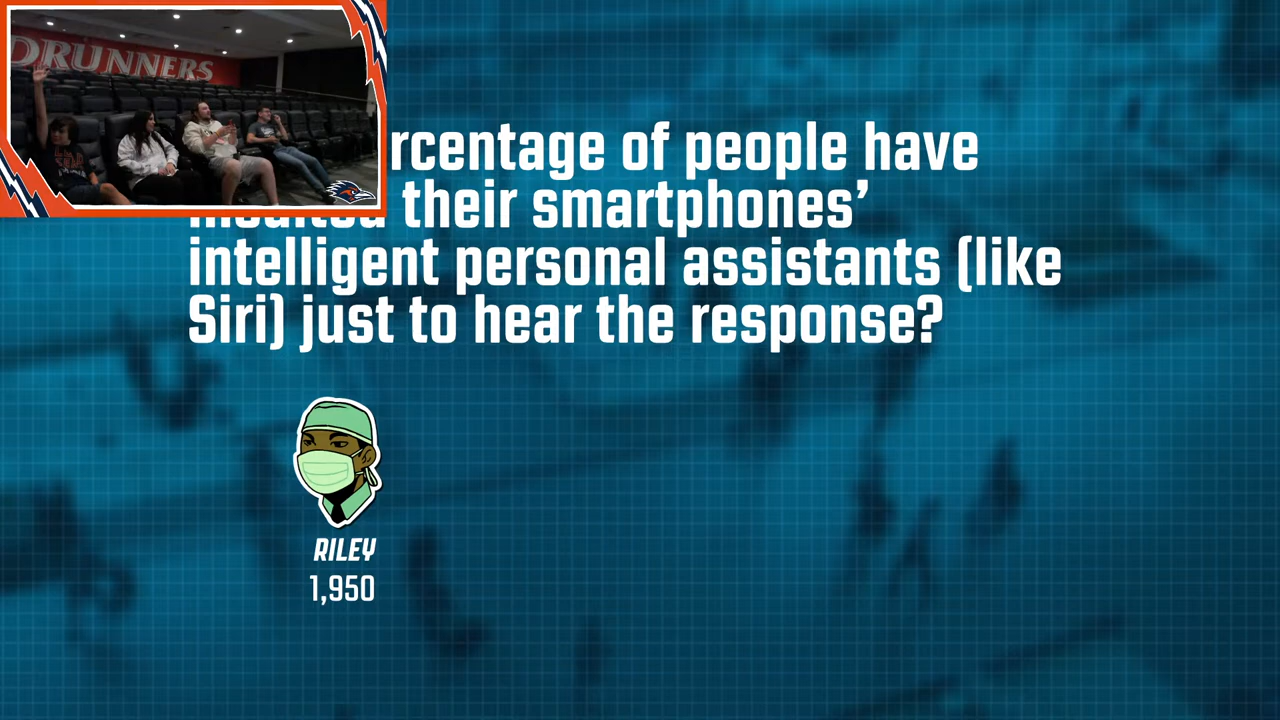 DRUNNERS
rcentage of people have
their smartphones’
intelligent personal assistants (like
Siri) just to hear the response?
RILEY
1,950